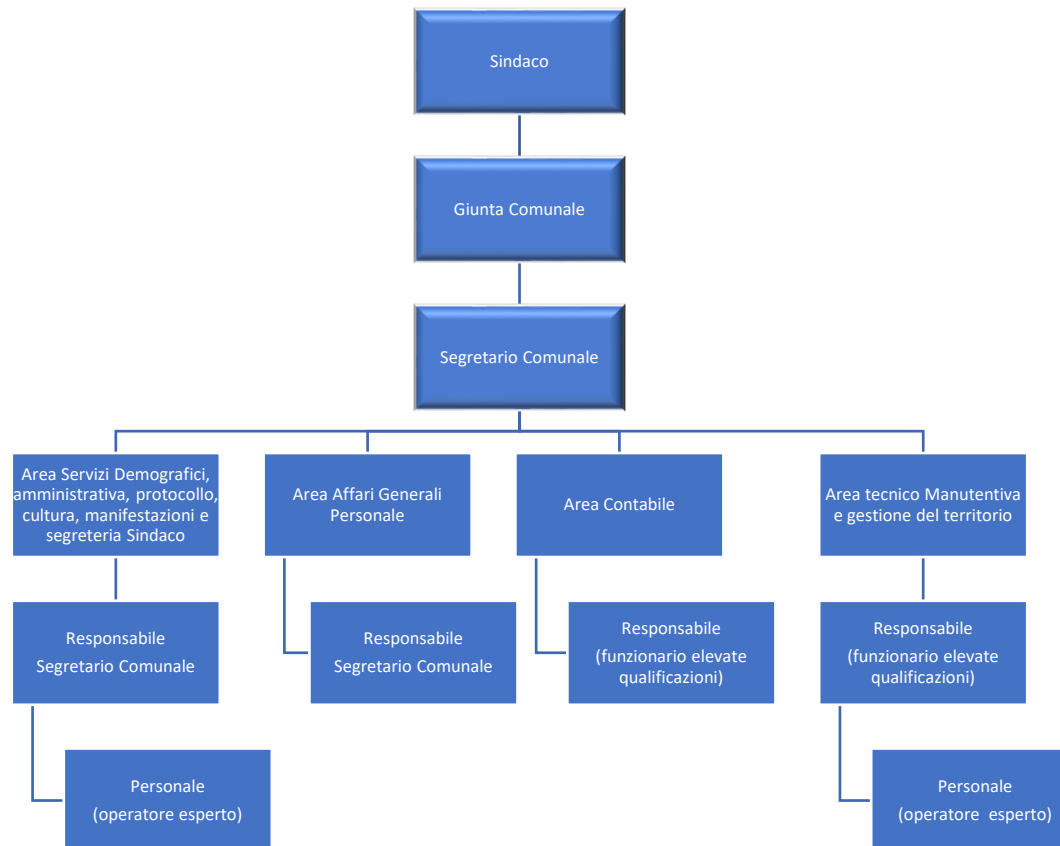 Sindaco
Giunta Comunale
Segretario Comunale
Area Servizi Demografici,
amministrativa, protocollo,
cultura, manifestazioni e
segreteria Sindaco
Area Affari Generali
Personale
Area Contabile
Area tecnico Manutentiva
e gestione del territorio
Responsabile
Segretario Comunale
Responsabile
Segretario Comunale
Responsabile
(funzionario elevate
qualificazioni)
Responsabile
(funzionario elevate
qualificazioni)
Personale
(operatore esperto)
Personale
(operatore esperto)